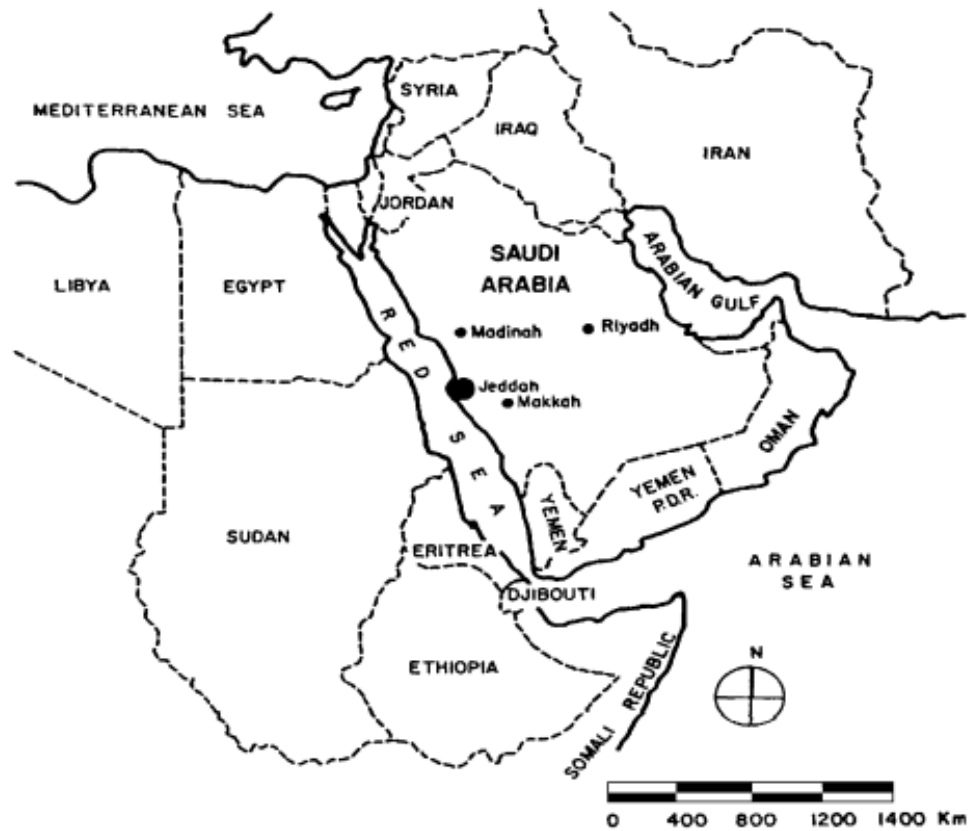 SYRIA
MEDITERRANEAN SEA
IRAQ
IRAN
JORDAN
SAUDI
ARABIA
ARABIAN GULF
LIBYA
EGYPT
RED SEA
Madinah
Riyadh
Jeddah
Makkah
OMAN
YEMEN
P.D.R.
YEMEN
SUDAN
ERITREA
ARABIAN
SEA
DJIBOUTI
ETHIOPIA
SOMALI REPUBLIC
N
0 400 800 1200 1400 Km